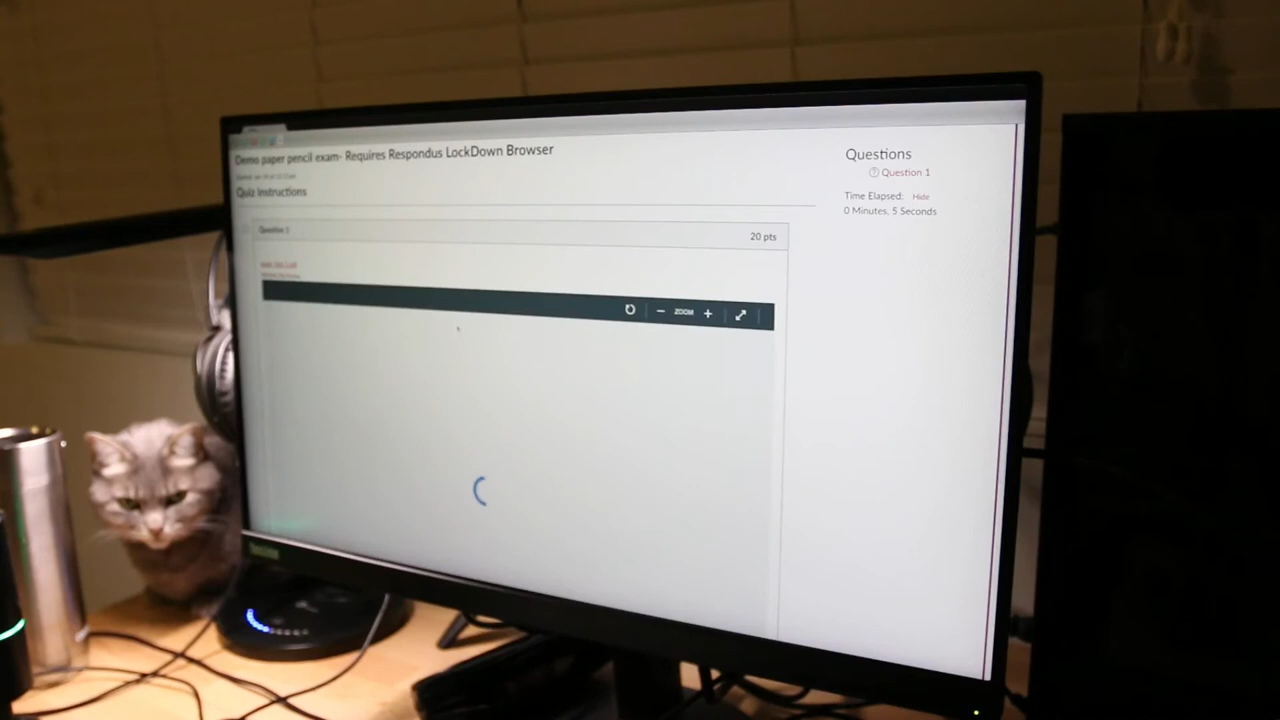 Demo paper pencil exam- Requires Respondus LockDown Browser
Quiz Instructions
Question 1
20 pts
ZOOM
Questions
Question 1
Time Elapsed: Hide
0 Minutes, 5 Seconds